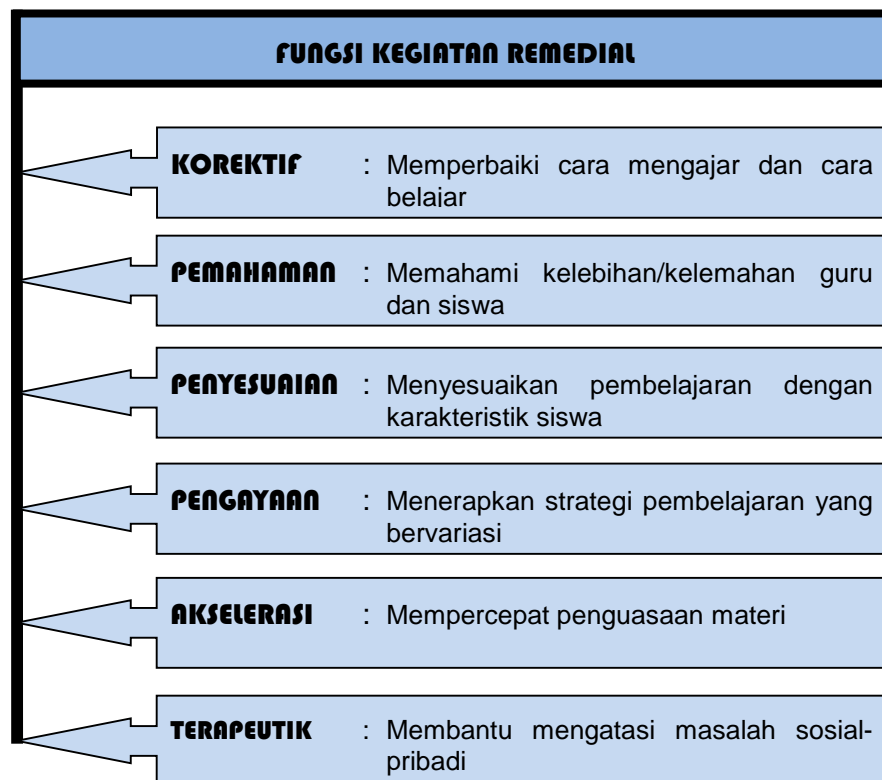 FUNGSI KEGIATAN REMEDIAL
KOREKTIF : Memperbaiki cara mengajar dan cara
belajar
PEMAHAMAN : Memahami kelebihan/kelemahan guru
dan siswa
PENYESUAIAN : Menyesuaikan pembelajaran dengan
karakteristik siswa
PENGAYAAN : Menerapkan strategi pembelajaran yang
bervariasi
AKSELERASI : Mempercepat penguasaan materi
TERAPEUTIK : Membantu mengatasi masalah sosial-
pribadi